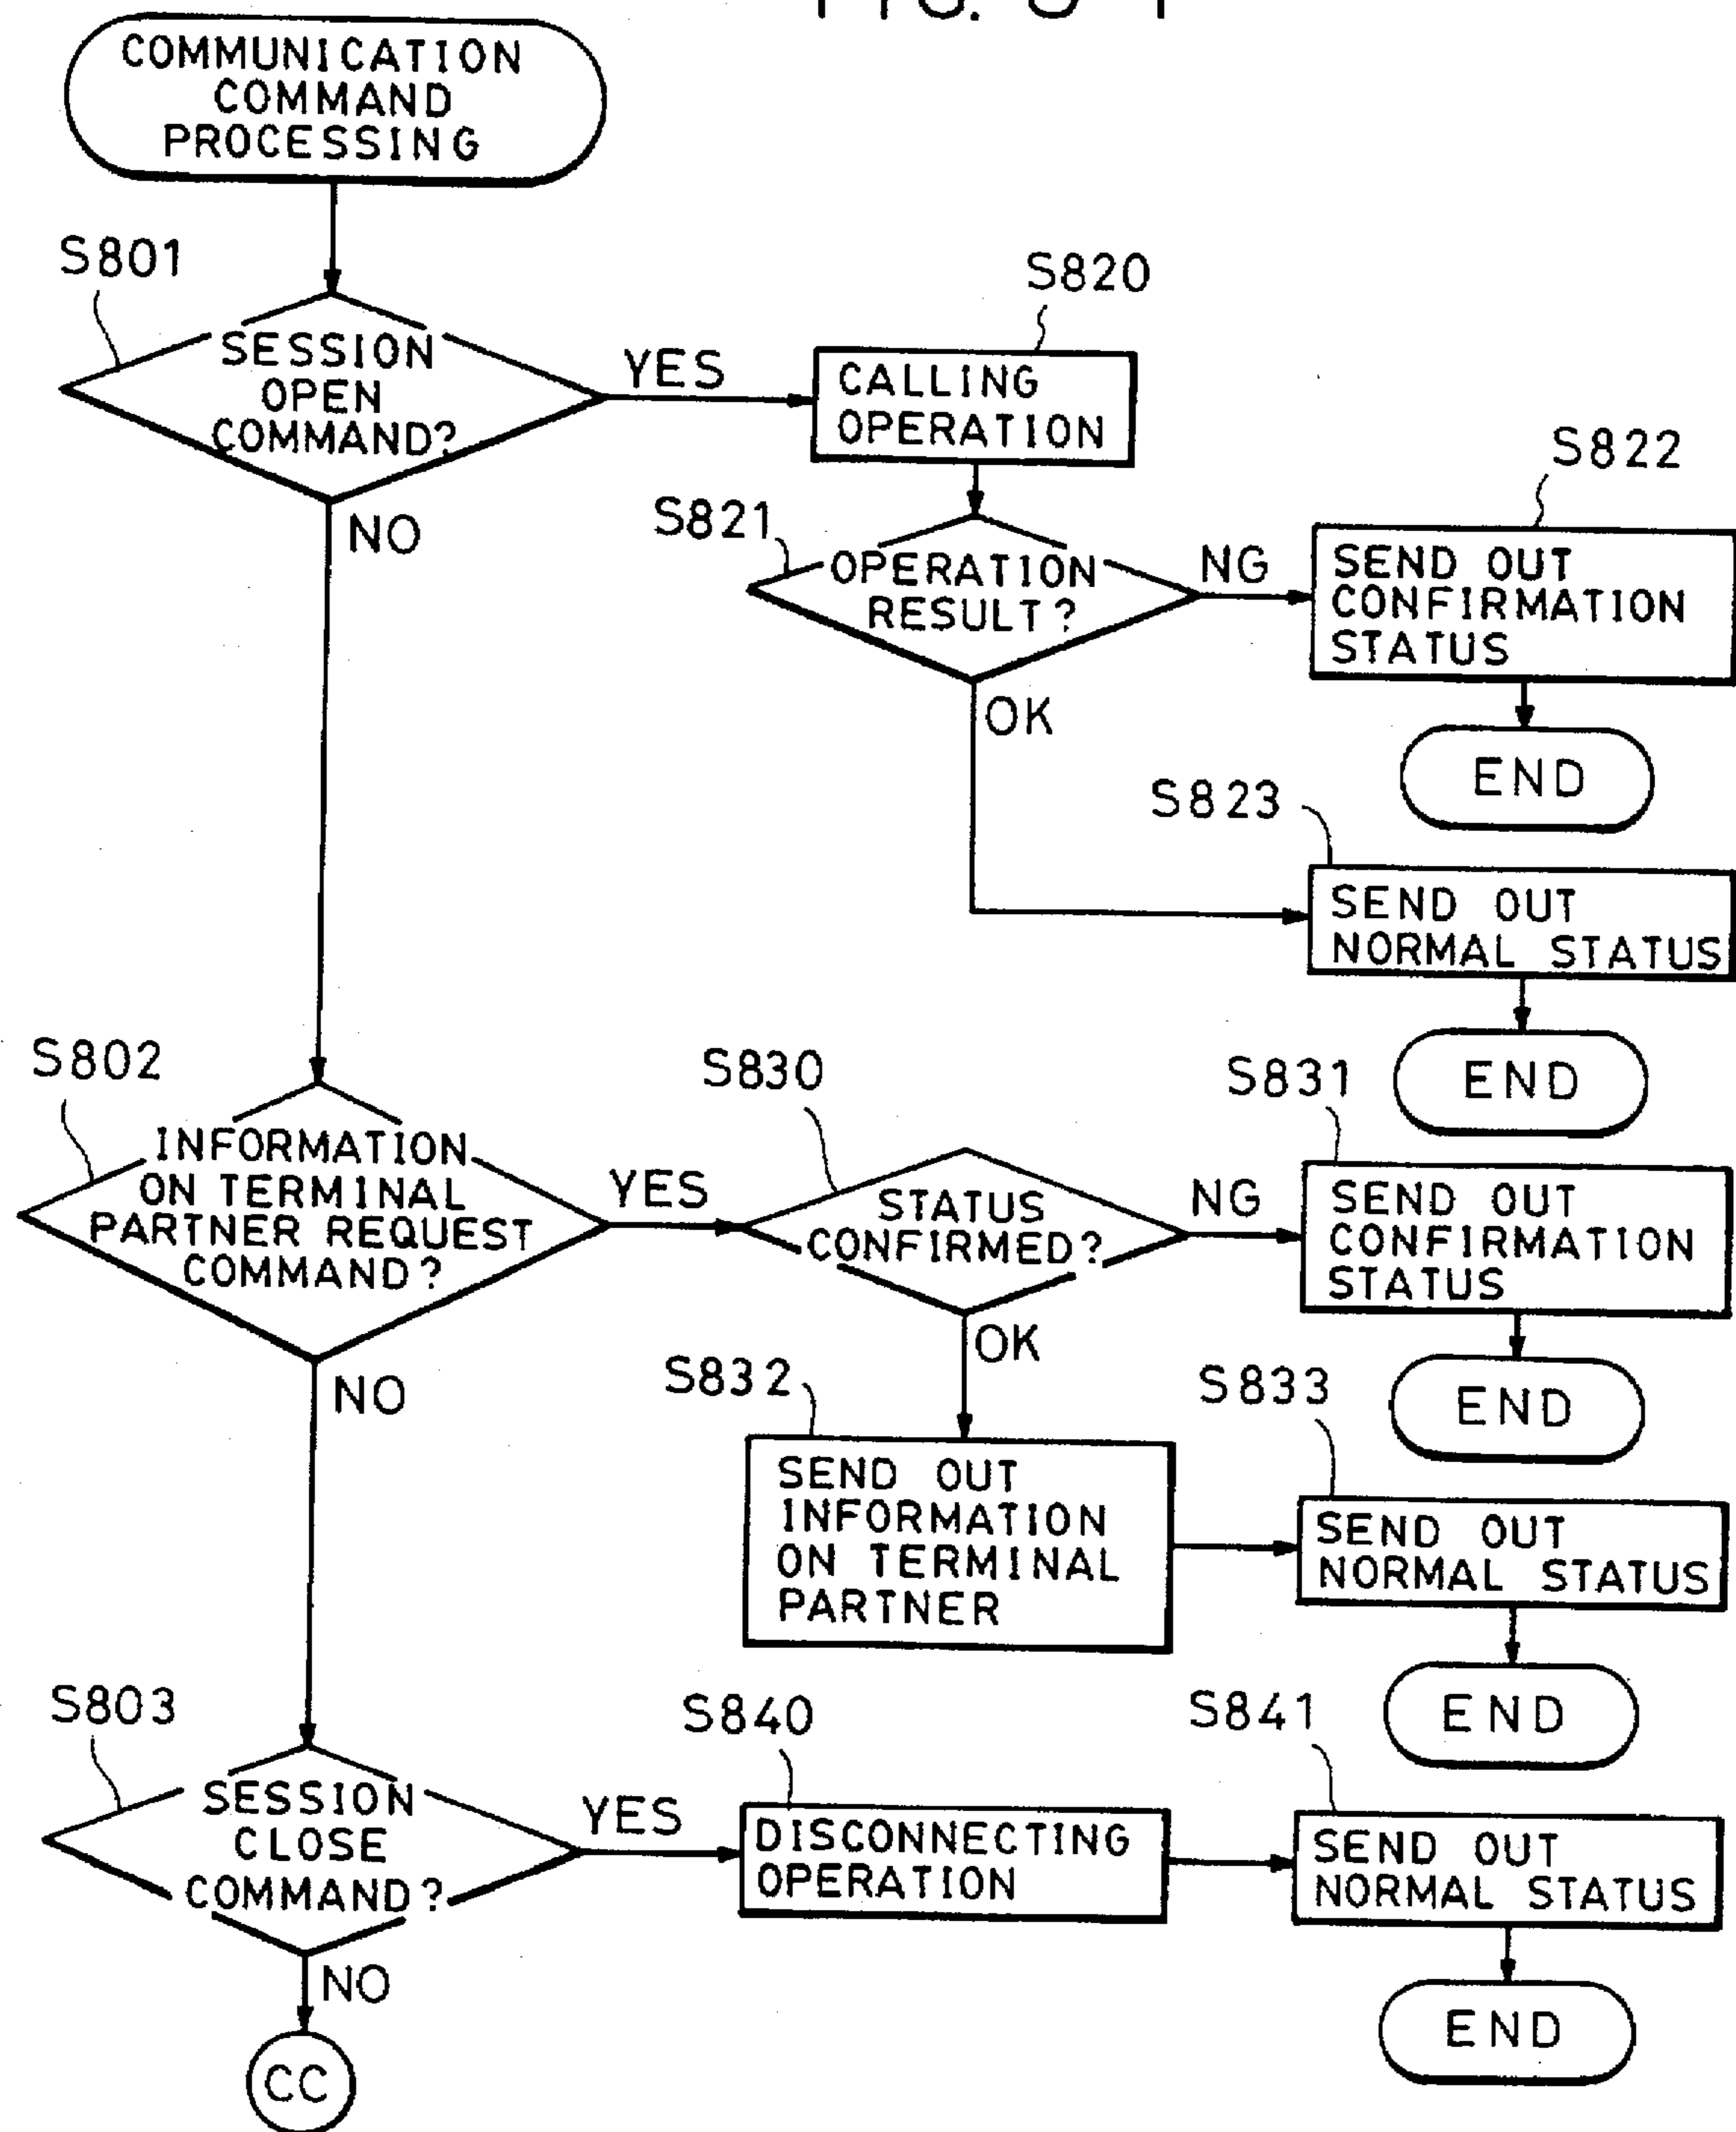 COMMUNICATION
COMMAND
PROCESSING
S801
SESSION
OPEN
COMMAND?
YES
NO
S820
CALLING
OPERATION
S821
OPERATION
RESULT?
NG
OK
S822
SEND OUT
CONFIRMATION
STATUS
END
S823
SEND OUT
NORMAL STATUS
END
S802
INFORMATION
ON TERMINAL
PARTNER REQUEST
COMMAND?
YES
NO
S830
STATUS
CONFIRMED?
NG
OK
S831
SEND OUT
CONFIRMATION
STATUS
END
S832
SEND OUT
INFORMATION
ON TERMINAL
PARTNER
S833
SEND OUT
NORMAL STATUS
END
S803
SESSION
CLOSE
COMMAND?
YES
NO
S840
DISCONNECTING
OPERATION
S841
SEND OUT
NORMAL STATUS
END
CC